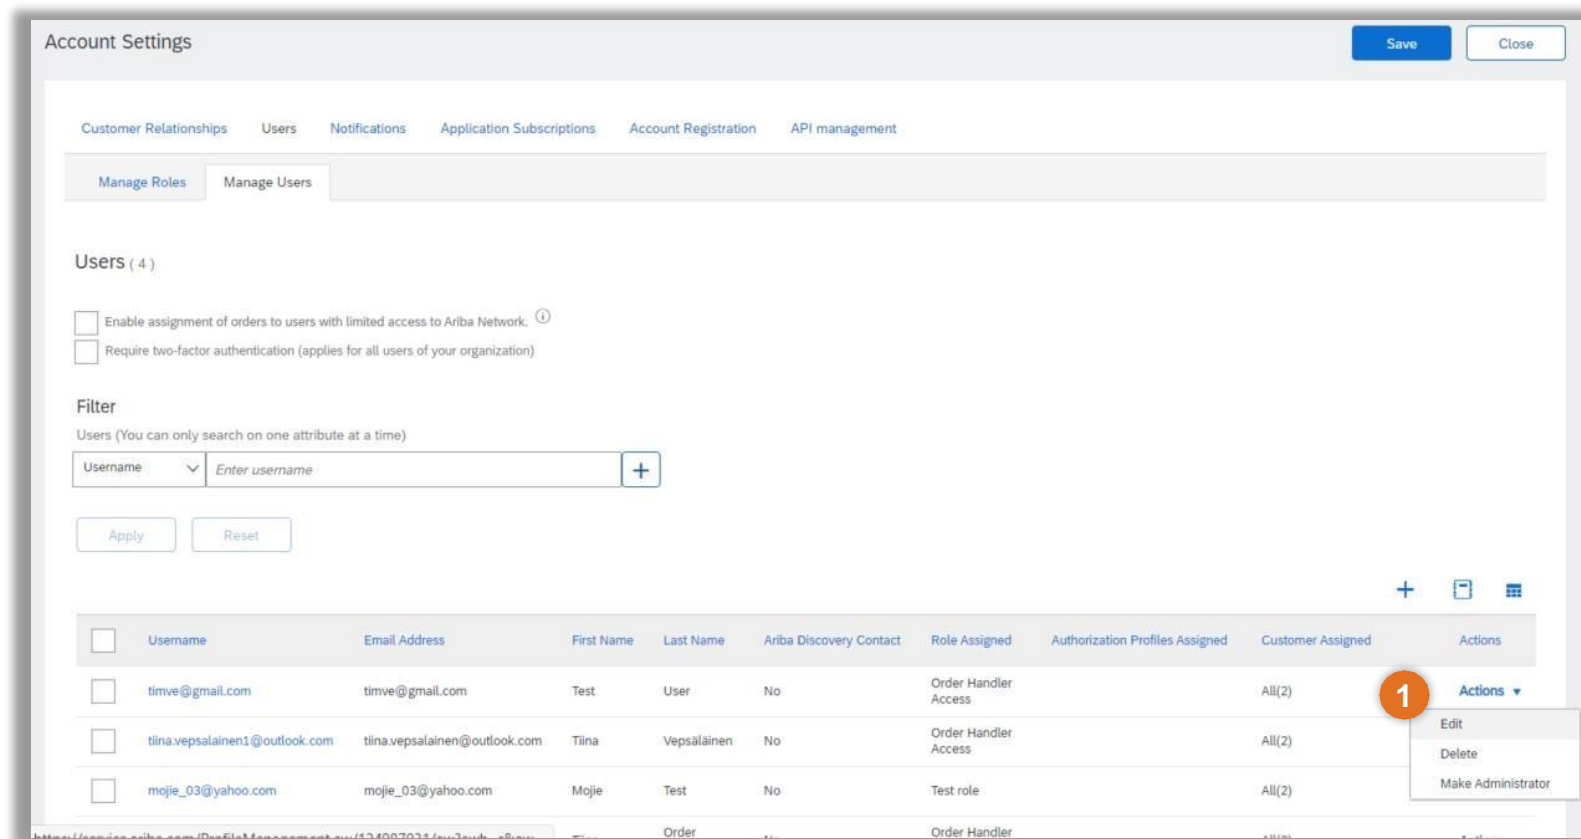 Account Settings
Save
Close
Customer Relationships Users Notifications Application Subscriptions Account Registration API management
Manage Roles Manage Users
Users ( 4 )
Enable assignment of orders to users with limited access to Ariba Network. i
Require two-factor authentication (applies for all users of your organization)
Filter
Users (You can only search on one attribute at a time)
Username Enter username +
Apply Reset
+
Username Email Address First Name Last Name Ariba Discovery Contact Role Assigned Authorization Profiles Assigned Customer Assigned Actions
timve@gmail.com timve@gmail.com Test User No Order Handler Access All(2) 1 Actions
Edit
tiina.vepsalainen1@outlook.com tiina.vepsalainen@outlook.com Tiina Vepsäläinen No Order Handler Access All(2)
Delete
Make Administrator
mojie_03@yahoo.com mojie_03@yahoo.com Mojie Test No Test role All(2)
Order Order Handler